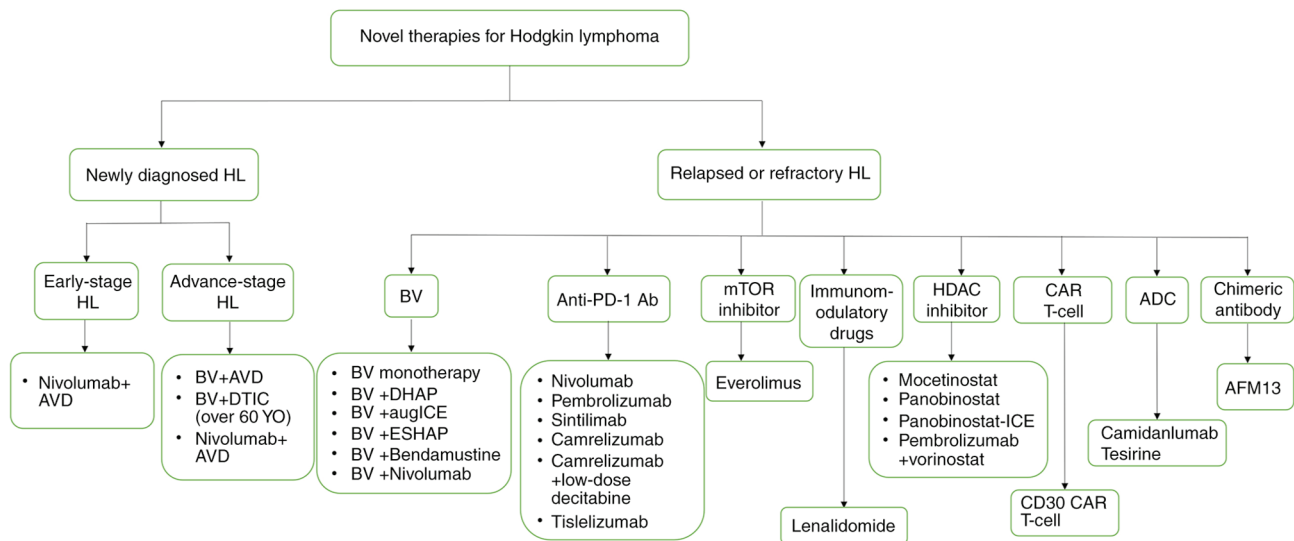 Novel therapies for Hodgkin lymphoma
Newly diagnosed HL
Relapsed or refractory HL
Early-stage
HL
Advance-stage
HL
BV
Anti-PD-1 Ab
mTOR
inhibitor
Immunom-
odulatory
drugs
HDAC
inhibitor
CAR
T-cell
ADC
Chimeric
antibody
• Nivolumab+
AVD
• BV+AVD
• BV+DTIC
(over 60 YO)
• Nivolumab+
AVD
• BV monotherapy
• BV +DHAP
• BV +augICE
• BV +ESHAP
• BV +Bendamustine
• BV +Nivolumab
• Nivolumab
• Pembrolizumab
• Sintilimab
• Camrelizumab
• Camrelizumab
+low-dose
decitabine
• Tislelizumab
Everolimus
Lenalidomide
• Mocetinostat
• Panobinostat
• Panobinostat-ICE
• Pembrolizumab
+vorinostat
CD30 CAR
T-cell
Camidanlumab
Tesirine
AFM13